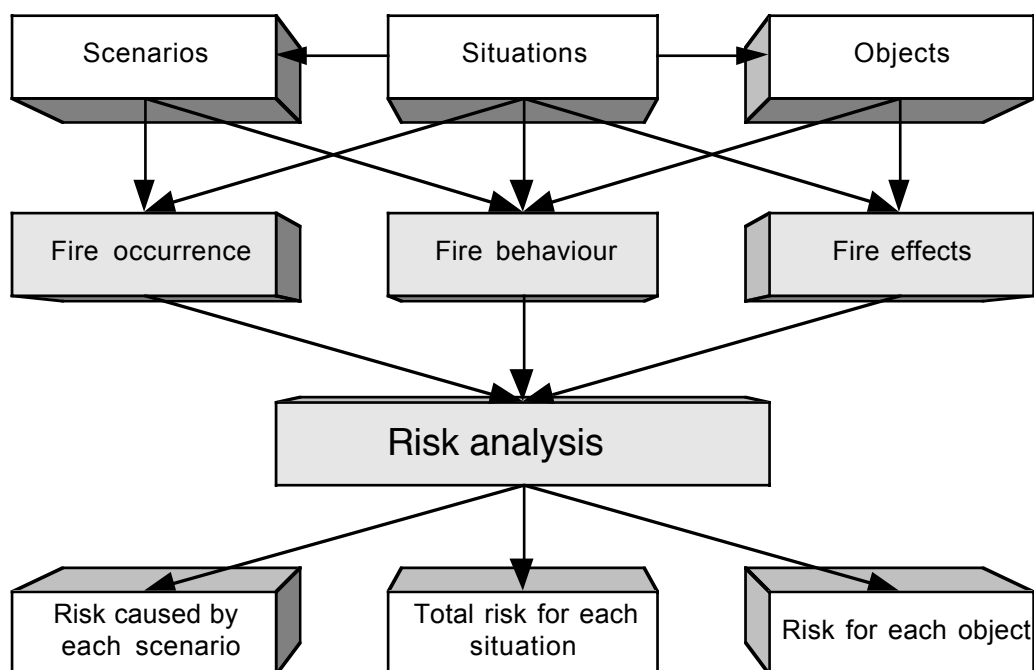 Scenarios
Situations
Objects
Fire occurrence
Fire behaviour
Fire effects
Risk analysis
Risk caused by
each scenario
Total risk for each
situation
Risk for each object